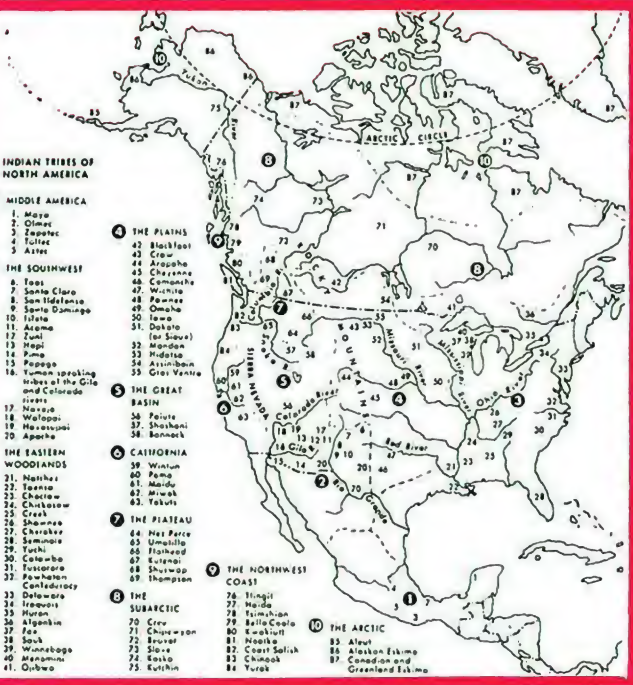 INDIAN TRIBES OF
NORTH AMERICA
MIDDLE AMERICA
1. Maya
2. Olmec
3. Zapotec
4. Toltec
5. Aztec
THE SOUTHWEST
6. Taos
7. Santa Clara
8. San Ildefonso
9. Santo Domingo
10. Isleta
11. Acoma
12. Zuni
13. Hopi
14. Pima
15. Papago
16. Yuman speaking
tribes of the Gila
and Colorado
rivers
17. Navajo
18. Walapai
19. Havasupai
20. Apache
THE EASTERN
WOODLANDS
21. Natchez
22. Taensa
23. Choctaw
24. Chickasaw
25. Creek
26. Shawnee
27. Cherokee
28. Seminole
29. Yuchi
30. Catawba
31. Tuscarora
32. Powhatan
Confederacy
33. Delaware
34. Iroquois
35. Huron
36. Algonkin
37. Fox
38. Sauk
39. Winnebago
40. Menomini
41. Ojibwa
4 THE PLAINS
42 Blackfoot
43 Crow
44 Arapaho
45 Cheyenne
46 Comanche
47 Wichita
48 Pawnee
49. Omaha
50. Iowa
51. Dakota
(or Sioux)
52. Mandan
53 Hidatsa
54 Assiniboin
55 Gros Ventre
5 THE GREAT
BASIN
56 Paiute
57. Shoshoni
58. Bannock
6 CALIFORNIA
59. Wintun
60 Pomo
61. Maidu
62. Miwok
63. Yokuts
7 THE PLATEAU
64 Nez Perce
65 Umatilla
66 Flathead
67 Kutenai
68 Shuswap
69. Thompson
8 THE
SUBARCTIC
70 Cree
71 Chipewyan
72 Beaver
73 Slave
74 Kaska
75. Kutchin
9 THE NORTHWEST
COAST
76. Tlingit
77. Haida
78 Tsimshian
79. Bella Coola
80 Kwakiutl
81 Nootka
82. Coast Salish
83 Chinook
84 Yurok
10 THE ARCTIC
85. Aleut
86 Alaskan Eskimo
87. Canadian and
Greenland Eskimo
Yukon
River
ARCTIC CIRCLE
Columbia R
ROCKY
MOUNTAINS
Snake R
SIERRA NEVADA
Missouri River
Mississippi
Ohio River
Colorado River
Gila R
Red River
Rio Grande